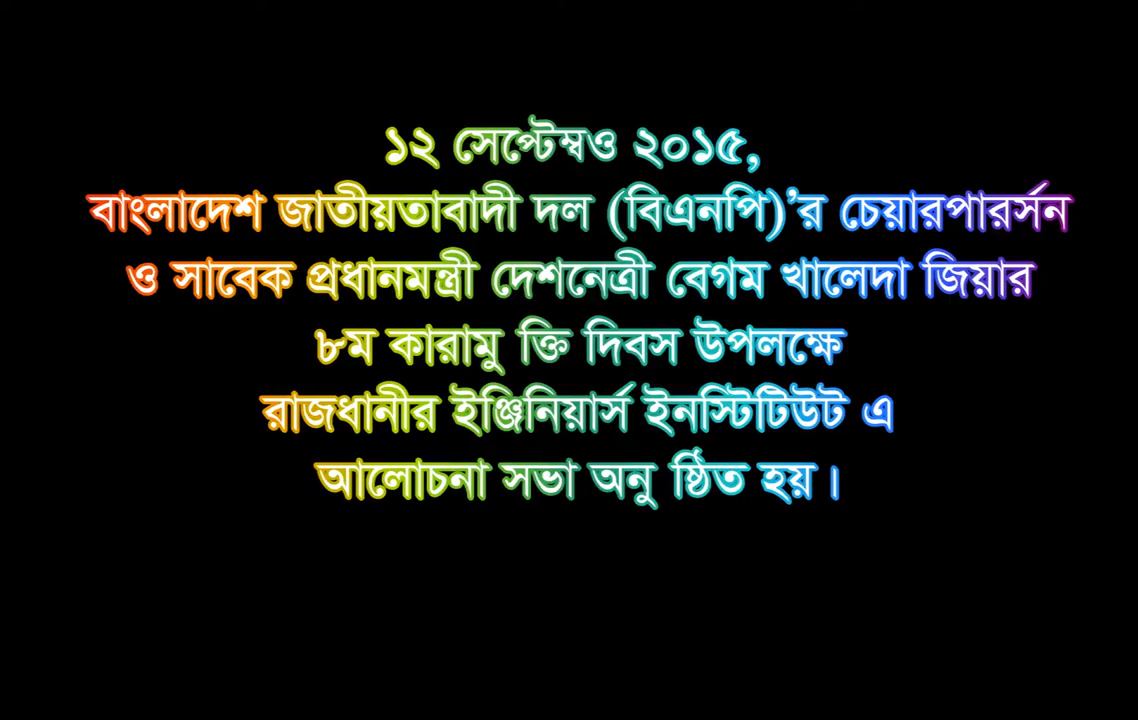 ১২ সেপ্টেম্বও ২০১৫,
বাংলাদেশ জাতীয়তাবাদী দল (বিএনপি)’র চেয়ারপারর্সন
ও সাবেক প্রধানমন্ত্রী দেশনেত্রী বেগম খালেদা জিয়ার
৮ম কারামু ক্তি দিবস উপলক্ষে
রাজধানীর ইঞ্জিনিয়ার্স ইনস্টিটিউট এ
আলোচনা সভা অনু ষ্ঠিত হয়।